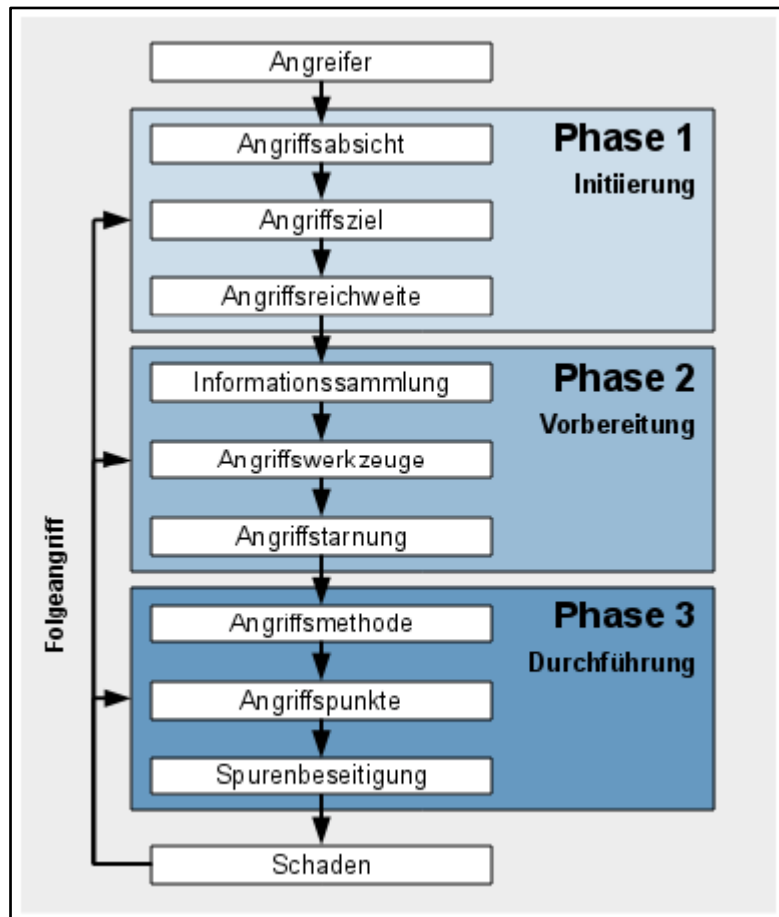 Angreifer
Phase 1
Initiierung
Angriffsabsicht
Angriffsziel
Angriffsreichweite
Phase 2
Vorbereitung
Informationssammlung
Angriffswerkzeuge
Angriffstarnung
Phase 3
Durchführung
Angriffsmethode
Angriffspunkte
Spurenbeseitigung
Schaden
Folgeangriff